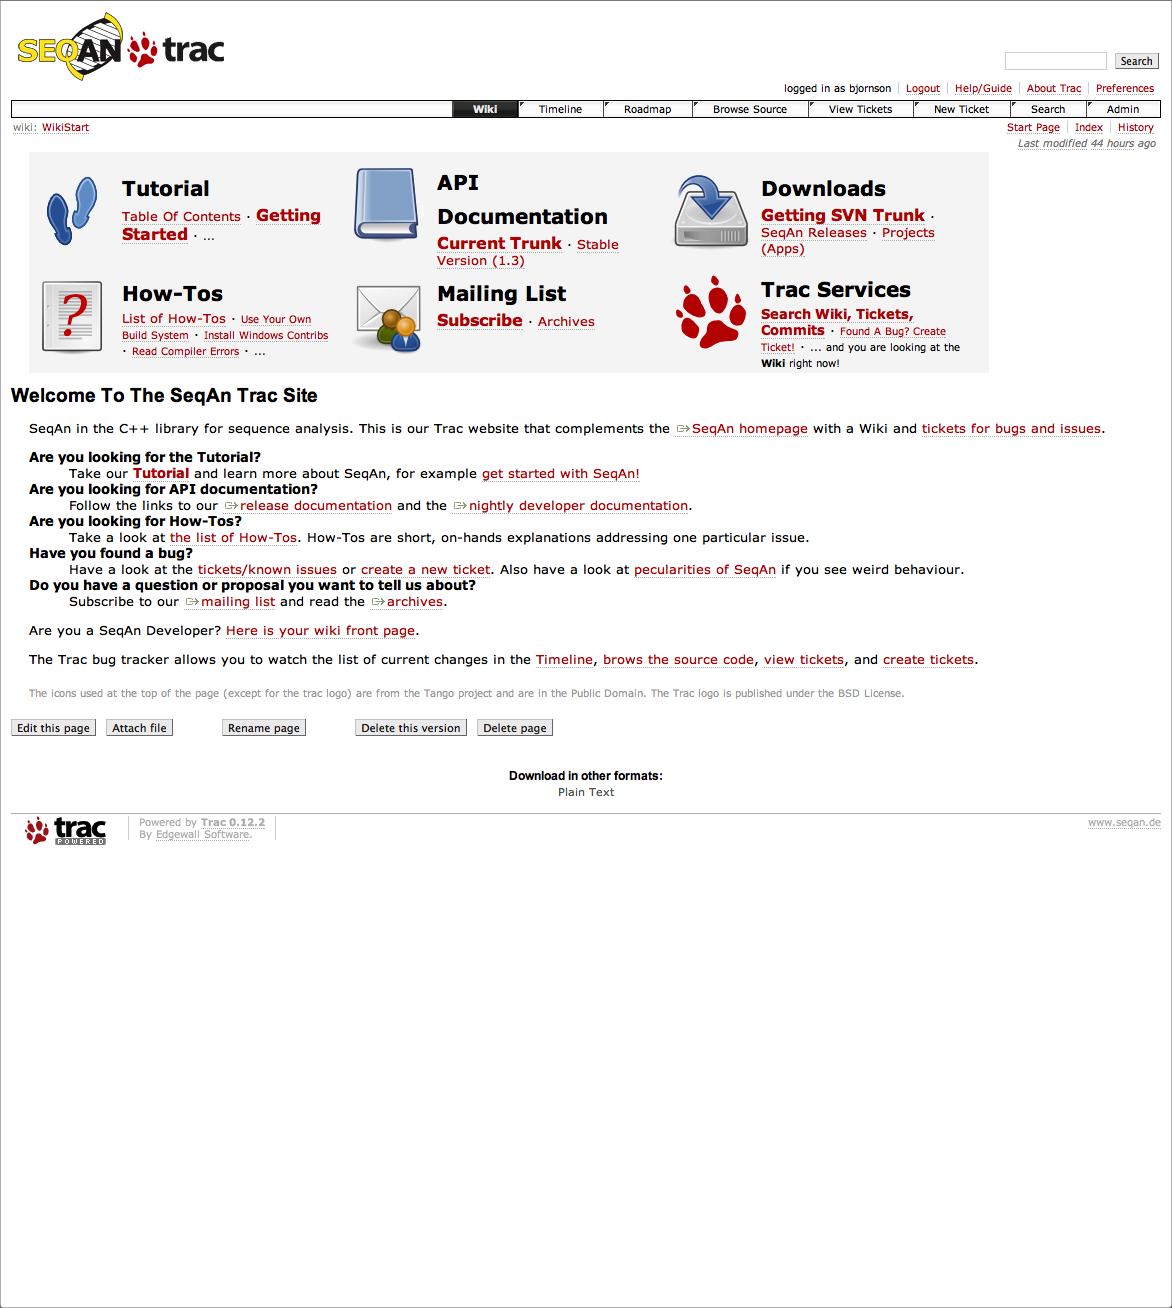 SEQAN trac
Search
logged in as bjornson Logout Help/Guide About Trac Preferences
Wiki Timeline Roadmap Browse Source View Tickets New Ticket Search Admin
wiki: WikiStart
Start Page Index History
Last modified 44 hours ago
Tutorial
Table Of Contents · Getting
Started · ...
API
Documentation
Current Trunk · Stable
Version (1.3)
Downloads
Getting SVN Trunk ·
SeqAn Releases · Projects
(Apps)
?
How-Tos
List of How-Tos · Use Your Own
Build System · Install Windows Contribs
· Read Compiler Errors · ...
Mailing List
Subscribe · Archives
Trac Services
Search Wiki, Tickets,
Commits · Found A Bug? Create
Ticket! · ... and you are looking at the
Wiki right now!
Welcome To The SeqAn Trac Site
SeqAn in the C++ library for sequence analysis. This is our Trac website that complements the SeqAn homepage with a Wiki and tickets for bugs and issues.
Are you looking for the Tutorial?
Take our Tutorial and learn more about SeqAn, for example get started with SeqAn!
Are you looking for API documentation?
Follow the links to our release documentation and the nightly developer documentation.
Are you looking for How-Tos?
Take a look at the list of How-Tos. How-Tos are short, on-hands explanations addressing one particular issue.
Have you found a bug?
Have a look at the tickets/known issues or create a new ticket. Also have a look at pecularities of SeqAn if you see weird behaviour.
Do you have a question or proposal you want to tell us about?
Subscribe to our mailing list and read the archives.
Are you a SeqAn Developer? Here is your wiki front page.
The Trac bug tracker allows you to watch the list of current changes in the Timeline, brows the source code, view tickets, and create tickets.
The icons used at the top of the page (except for the trac logo) are from the Tango project and are in the Public Domain. The Trac logo is published under the BSD License.
Edit this page Attach file Rename page Delete this version Delete page
Download in other formats:
Plain Text
trac
POWERED
Powered by Trac 0.12.2
By Edgewall Software.
www.seqan.de